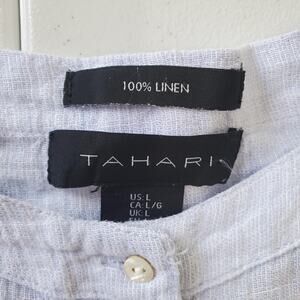 100% LINEN
TAHARI
US: L
CA: L/G
UK: L